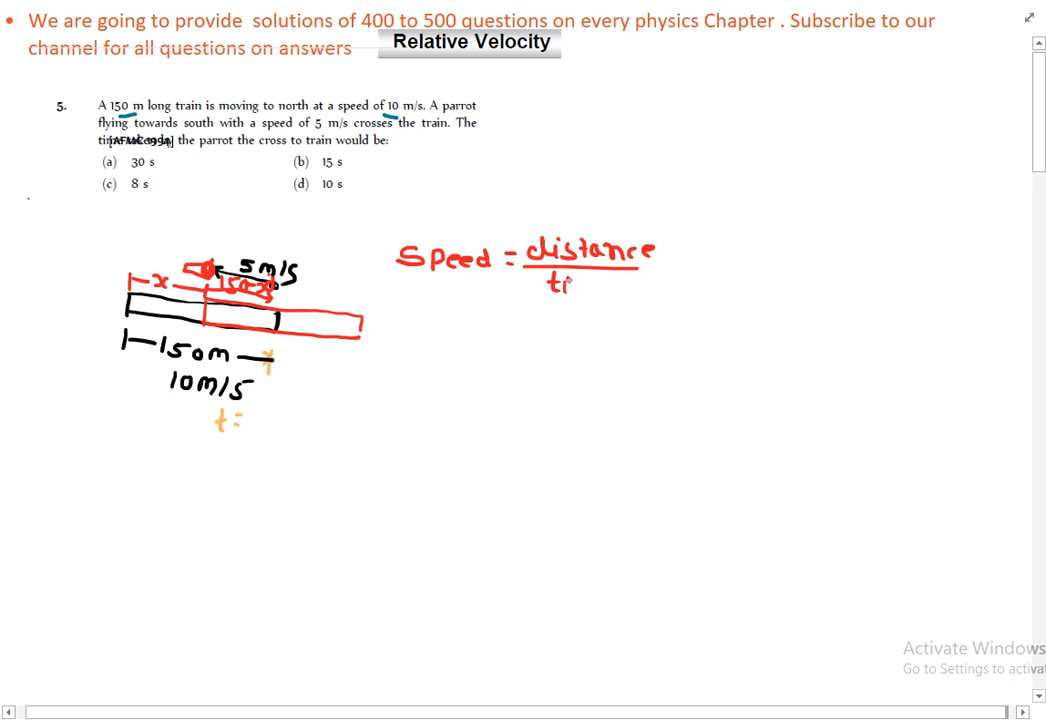 • We are going to provide solutions of 400 to 500 questions on every physics Chapter . Subscribe to our
channel for all questions on answers
Relative Velocity
5. A 150 m long train is moving to north at a speed of 10 m/s. A parrot
flying towards south with a speed of 5 m/s crosses the train. The
[AFMC 1994] the parrot the cross to train would be:
(a) 30 s (b) 15 s
(c) 8 s (d) 10 s
Speed = distance
ti
5m/s
x 150-x
150m
10m/s
t =
Activate Windows
Go to Settings to activat